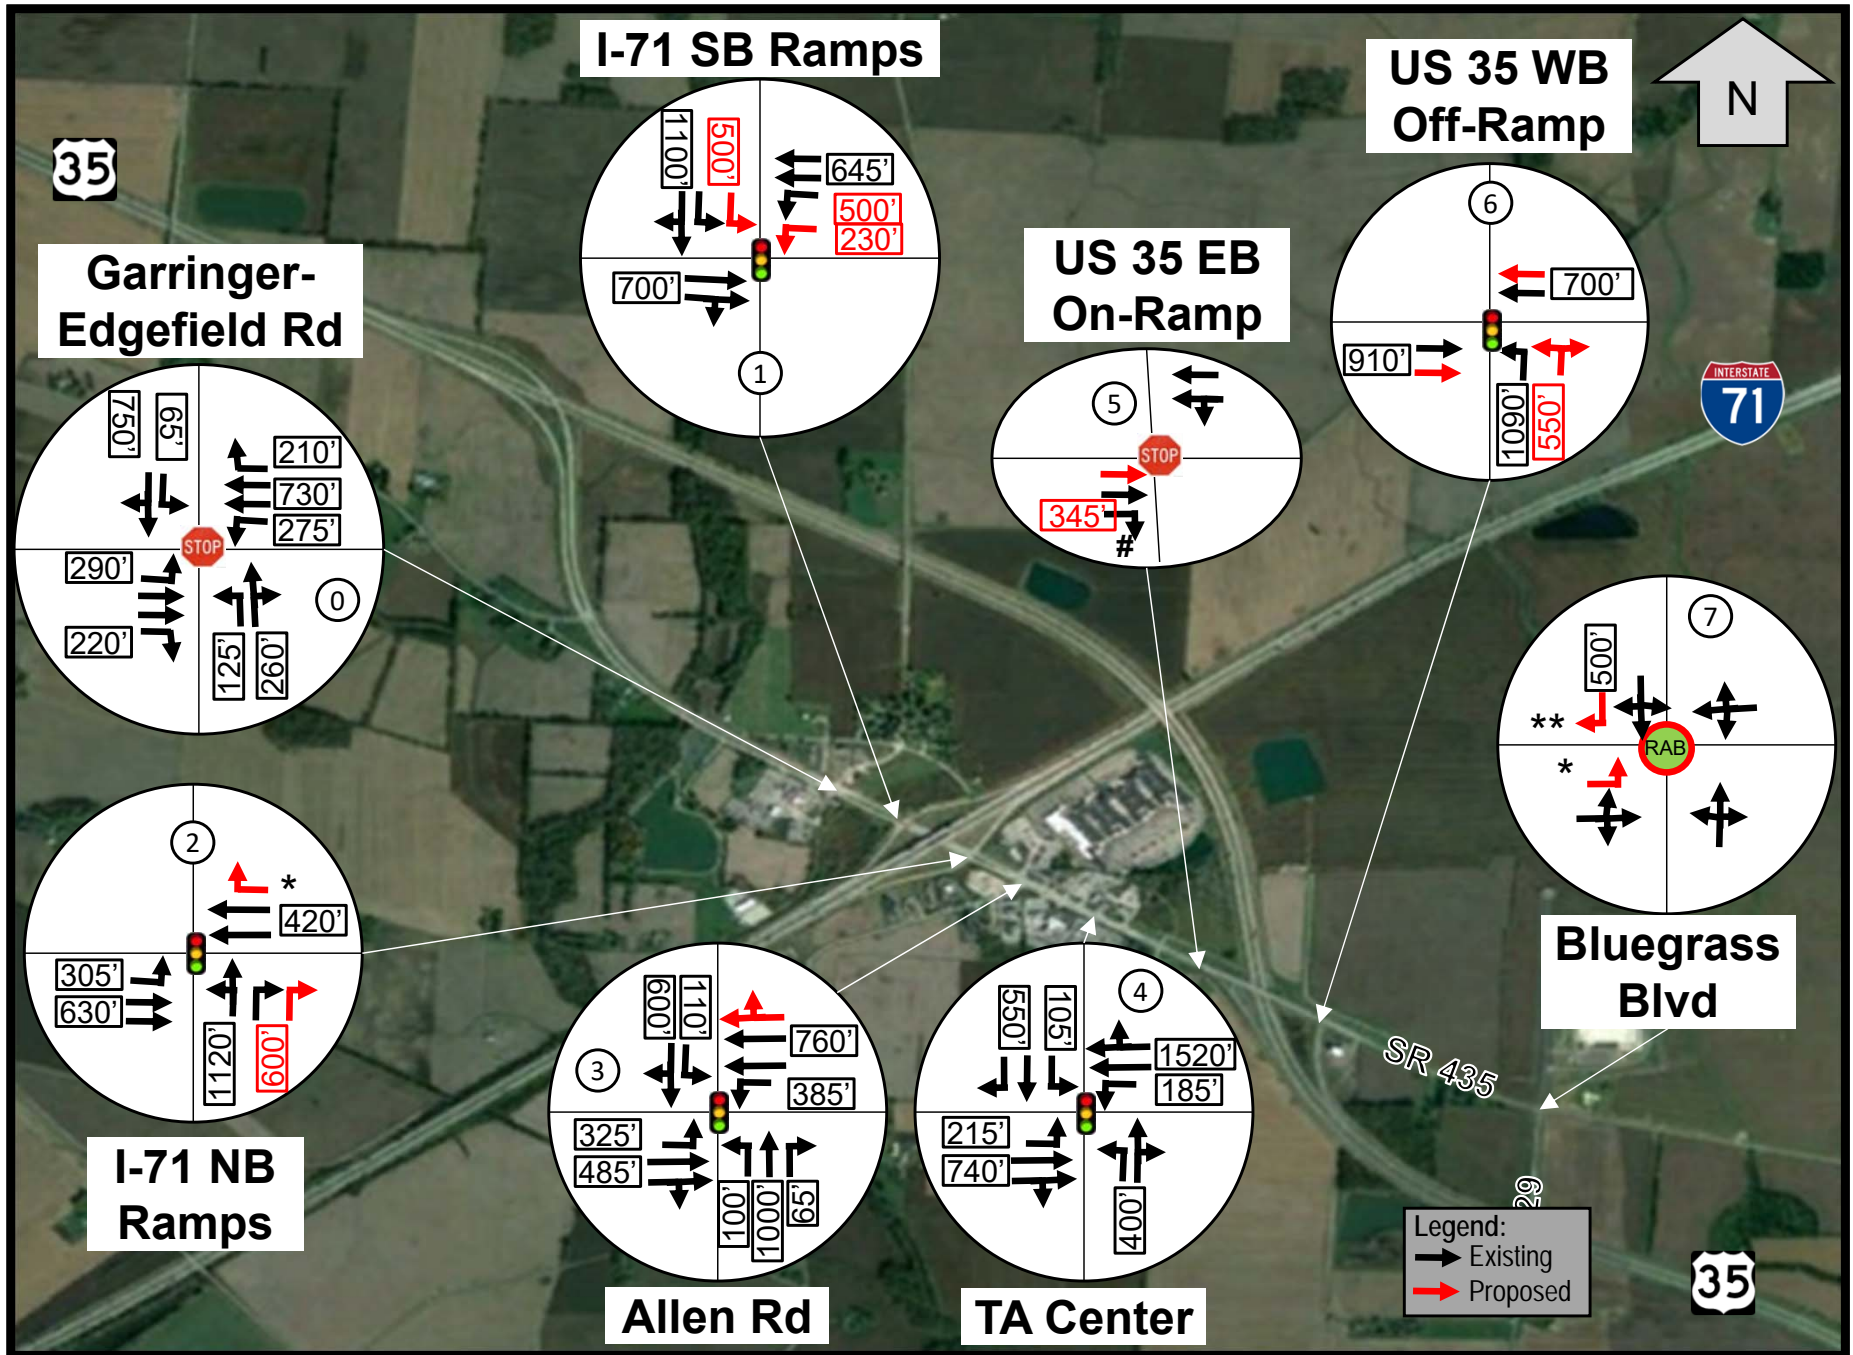 I-71 SB Ramps
1100'
500'
645'
500'
230'
700'
1
US 35 WB
Off-Ramp
N
6
700'
910'
1090'
550'
35
Garringer-
Edgefield Rd
750'
65'
210'
730'
275'
STOP
290'
220'
125'
260'
0
US 35 EB
On-Ramp
5
STOP
345'
#
INTERSTATE
71
7
500'
**
RAB
*
Bluegrass
Blvd
2
*
420'
305'
630'
1120'
600'
I-71 NB
Ramps
600'
110'
760'
3
385'
325'
485'
100'
1000'
65'
Allen Rd
4
550'
105'
1520'
185'
215'
740'
400'
TA Center
SR 435
29
Legend:
Existing
Proposed
35